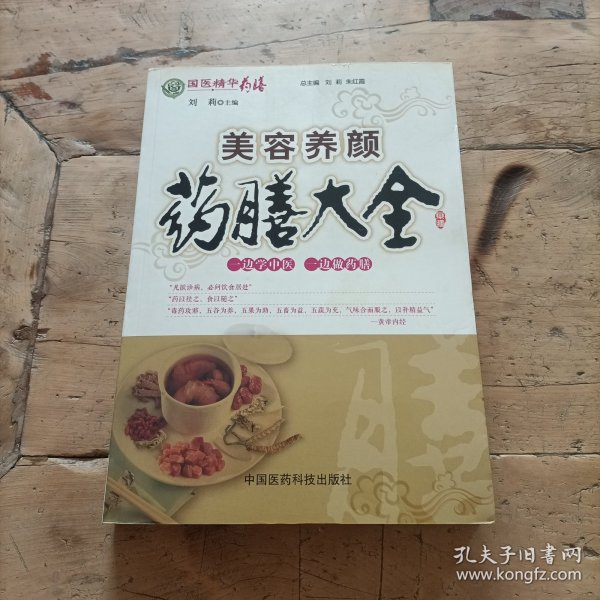 国医精华药膳
总主编 刘莉 朱红霞
刘莉 主编
美容养颜
药膳大全
一边学中医 一边做药膳
“凡欲诊病，必问饮食居处”
“药以祛之、食以随之”
“毒药攻邪，五谷为养，五果为助，五畜为益，五蔬为充，气味合而服之，以补精益气”
—黄帝内经
膳
中国医药科技出版社
孔夫子旧书网
www.kongfz.com